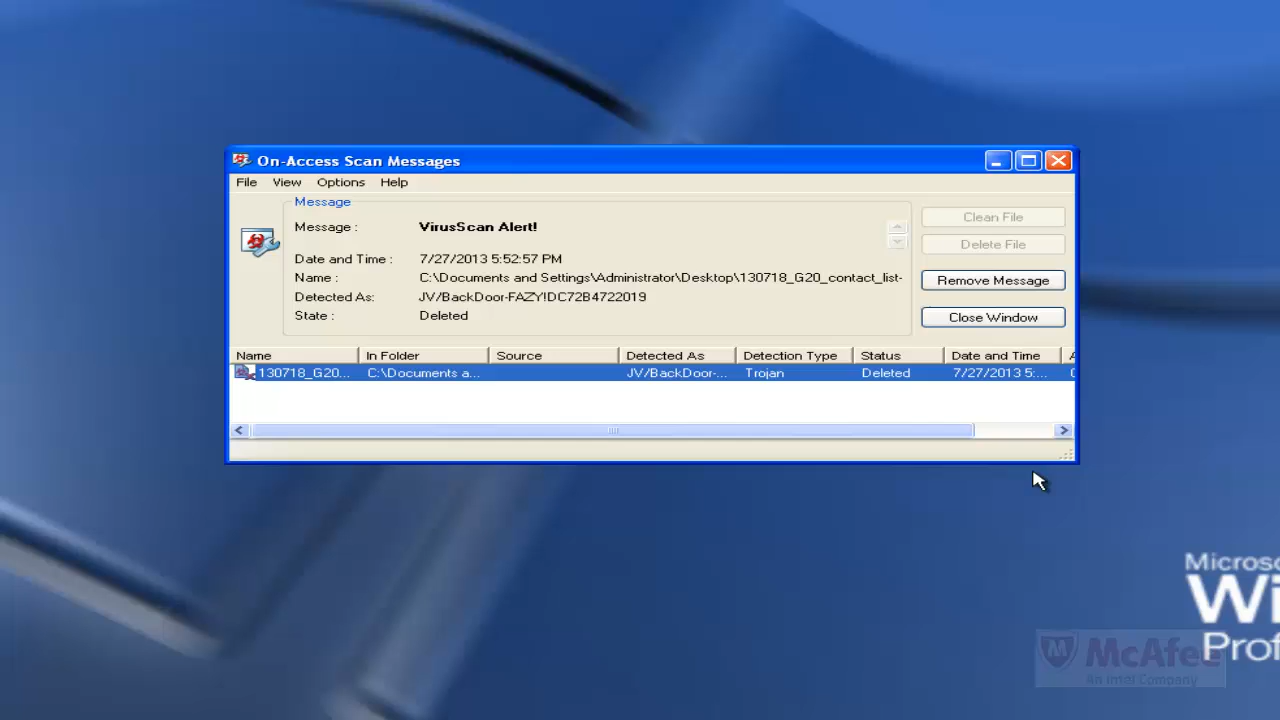 On-Access Scan Messages
File View Options Help
Message
Message : VirusScan Alert!
Date and Time : 7/27/2013 5:52:57 PM
Name : C:\Documents and Settings\Administrator\Desktop\130718_G20_contact_list-
Detected As: JV/BackDoor-FAZY!DC72B4722019
State : Deleted
Clean File
Delete File
Remove Message
Close Window
Name In Folder Source Detected As Detection Type Status Date and Time A
130718_G20... C:\Documents a... JV/BackDoor-... Trojan Deleted 7/27/2013 5:...
Microso
Wi
Prof
McAfee
An Intel Company